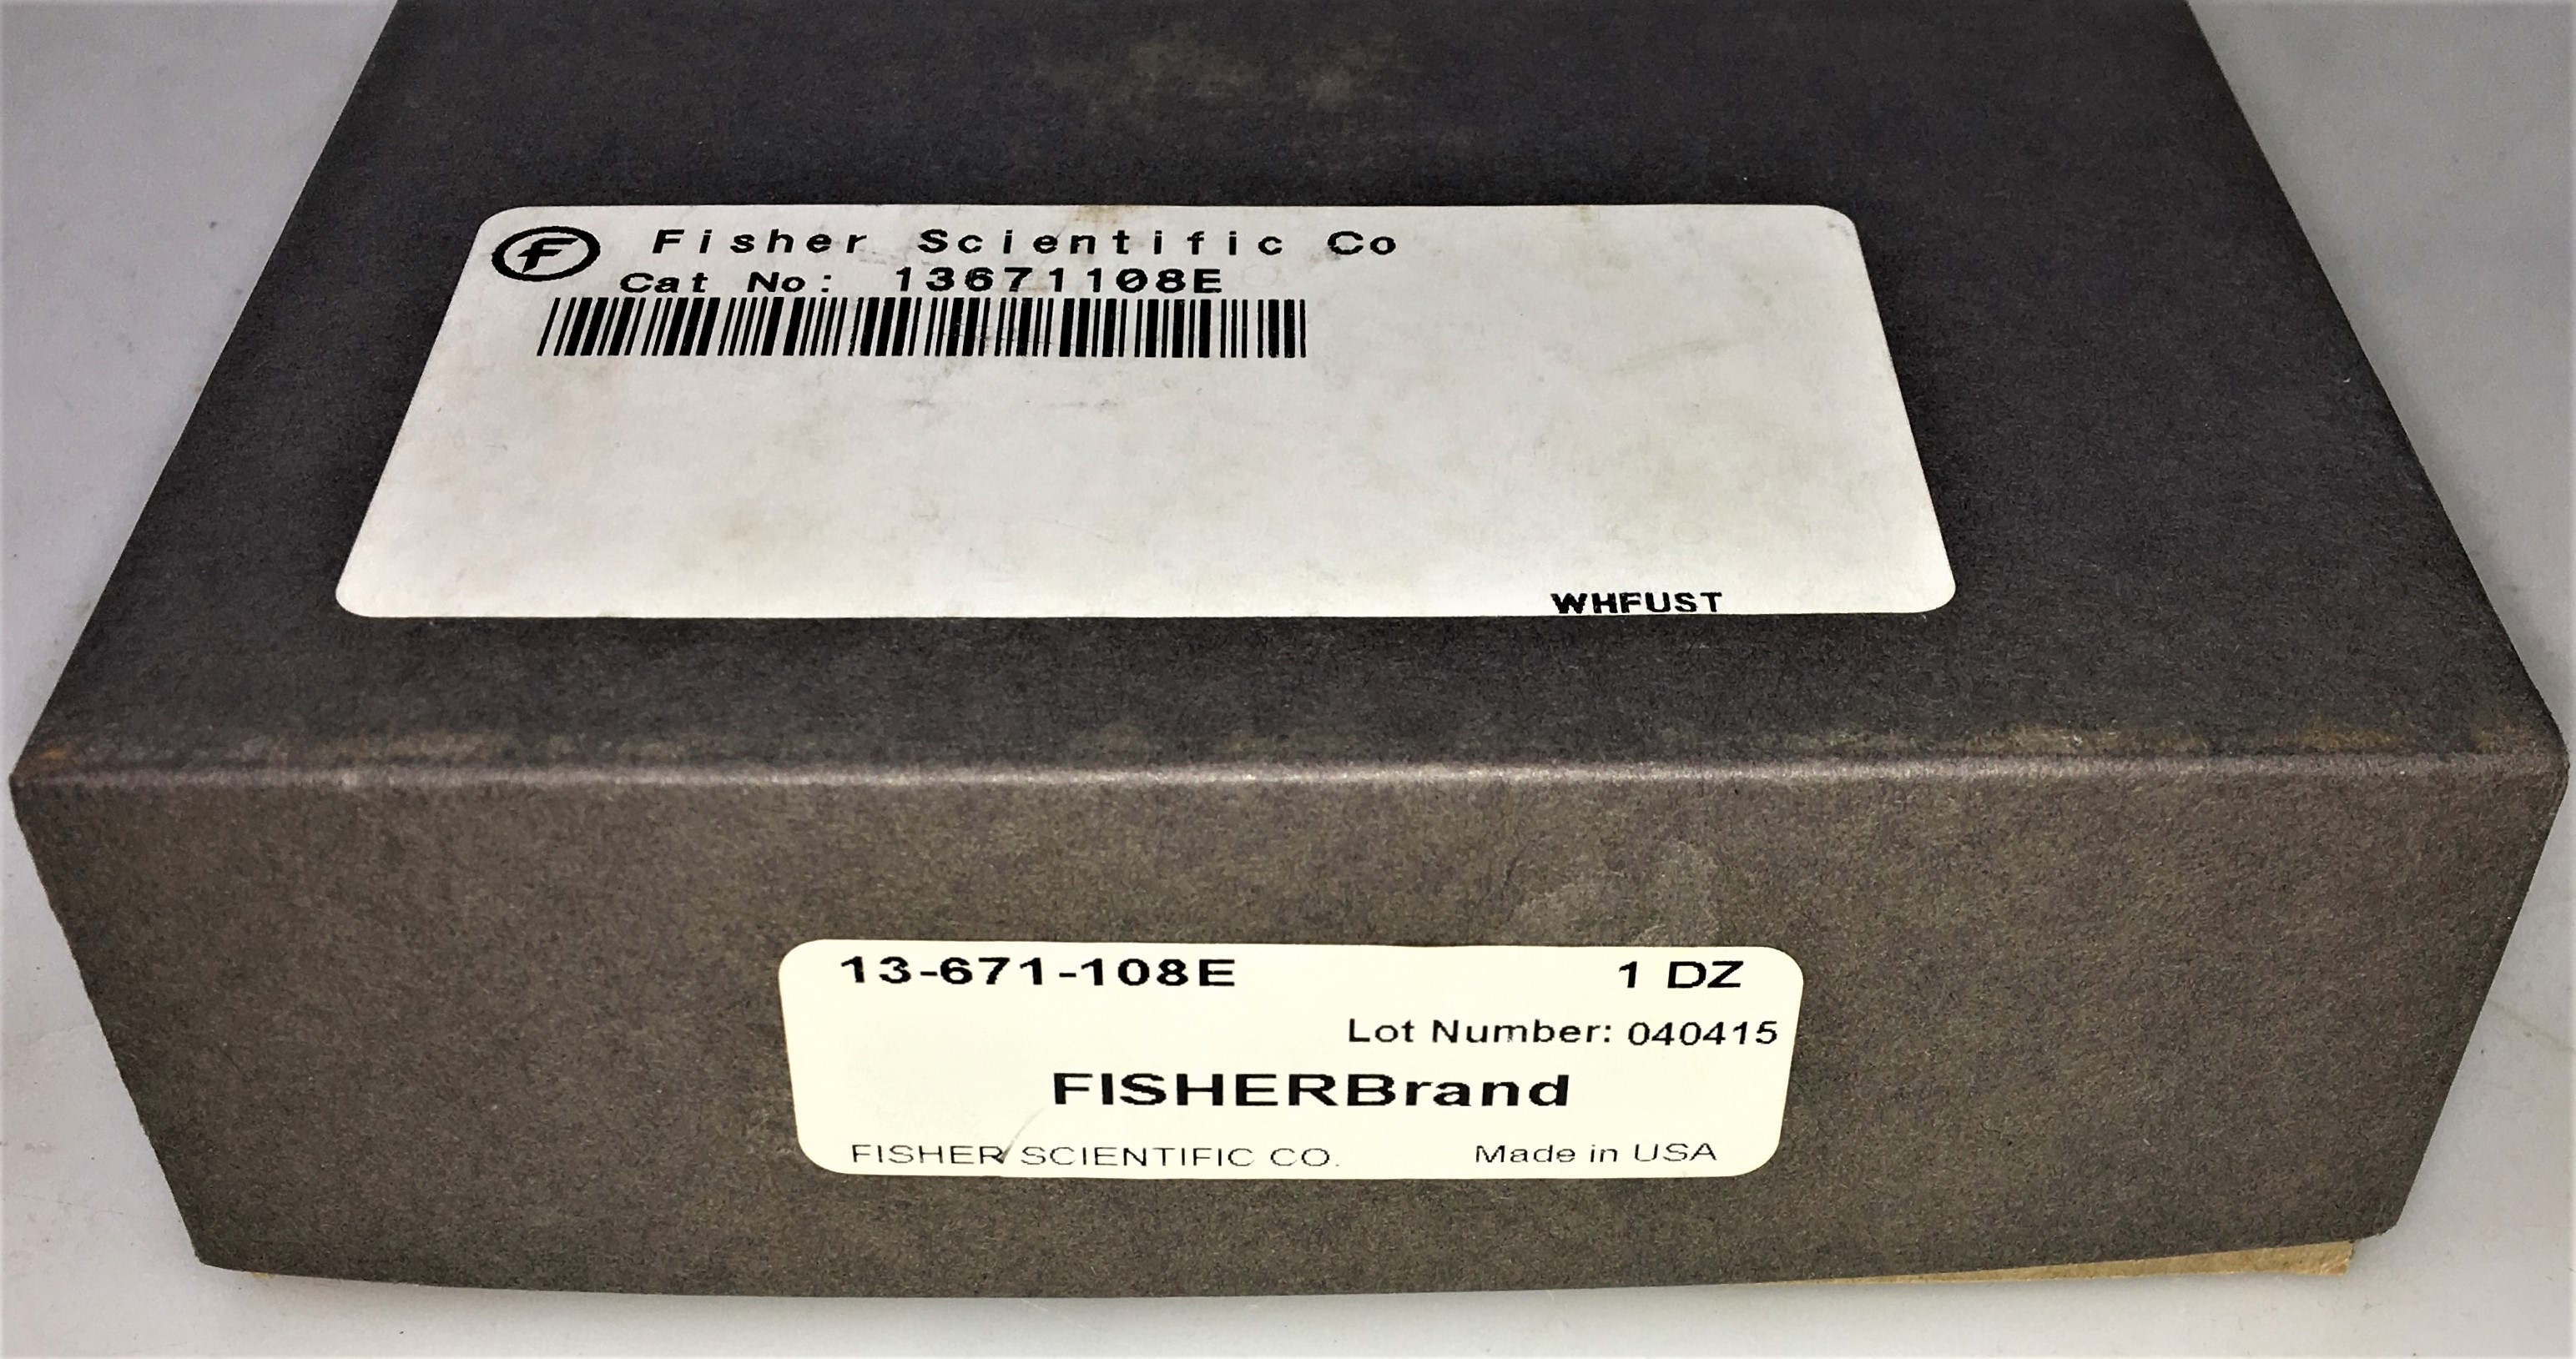 F Fisher Scientific Co
Cat No: 13671108E
WHFUST
13-671-108E 1 DZ
Lot Number: 040415
FISHERBrand
FISHER SCIENTIFIC CO. Made in USA